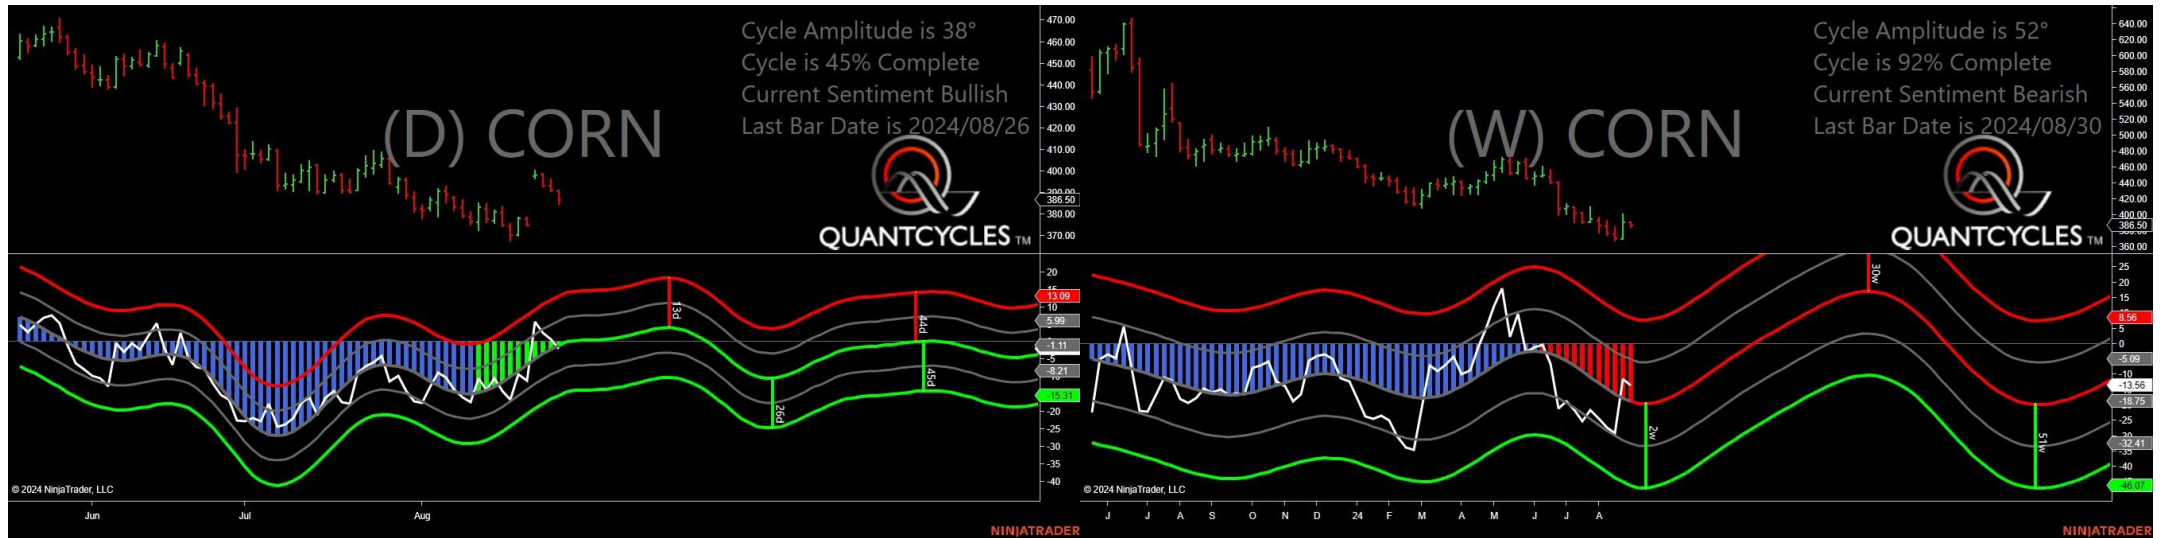 Cycle Amplitude is 38°
Cycle is 45% Complete
Current Sentiment Bullish
Last Bar Date is 2024/08/26
(D) CORN
QUANTCYCLES TM
470.00
460.00
450.00
440.00
430.00
420.00
410.00
400.00
390.00
386.50
380.00
370.00
20
15
13.09
10
5.99
-1.11
-5
-8.21
-15.31
-20
-25
-30
-35
-40
13d
26d
44d
45d
© 2024 NinjaTrader, LLC
Jun
Jul
Aug
NINJATRADER
Cycle Amplitude is 52°
Cycle is 92% Complete
Current Sentiment Bearish
Last Bar Date is 2024/08/30
(W) CORN
QUANTCYCLES TM
640.00
620.00
600.00
580.00
560.00
540.00
520.00
500.00
480.00
460.00
440.00
420.00
400.00
386.50
360.00
25
20
15
8.56
5
0
-5.09
-10
-13.56
-18.75
-32.41
-35
-40
-46.07
30w
2w
51w
© 2024 NinjaTrader, LLC
J J A S O N D 24 F M A M J J A
NINJATRADER